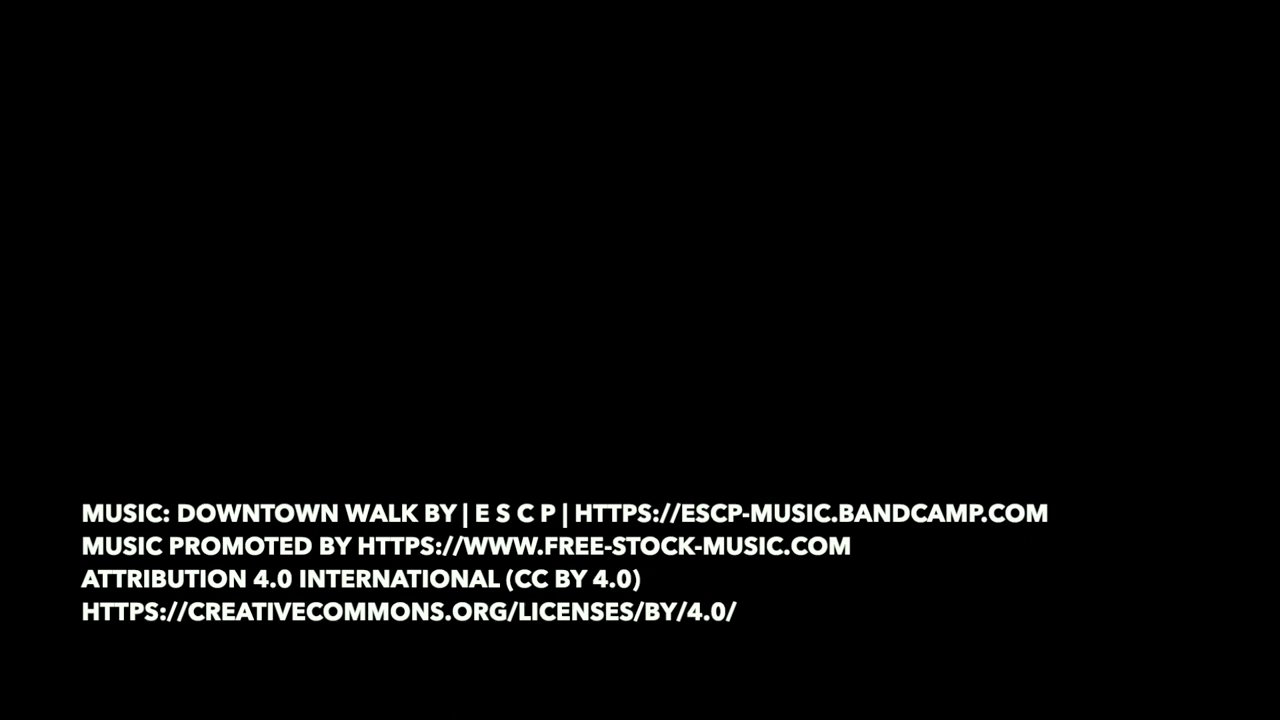 MUSIC: DOWNTOWN WALK BY | E S C P | HTTPS://ESCP-MUSIC.BANDCAMP.COM
MUSIC PROMOTED BY HTTPS://WWW.FREE-STOCK-MUSIC.COM
ATTRIBUTION 4.0 INTERNATIONAL (CC BY 4.0)
HTTPS://CREATIVECOMMONS.ORG/LICENSES/BY/4.0/